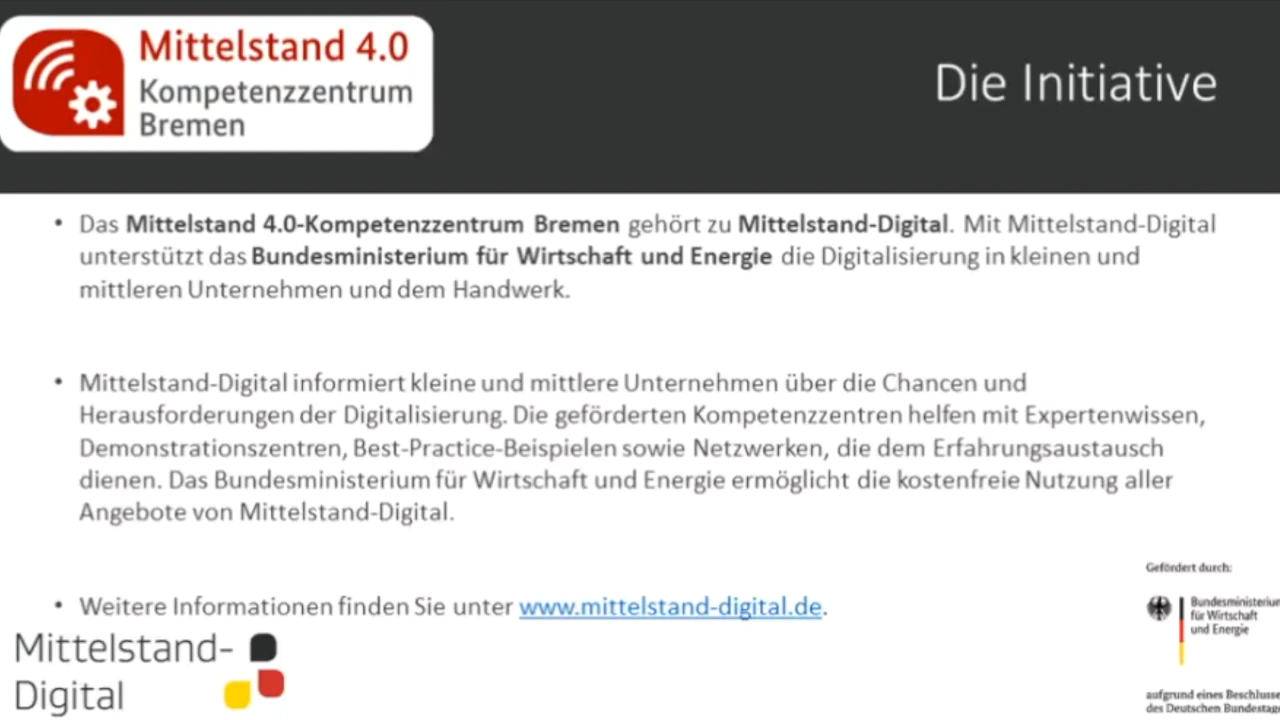 Mittelstand 4.0
Kompetenzzentrum
Bremen
Die Initiative
• Das Mittelstand 4.0-Kompetenzzentrum Bremen gehört zu Mittelstand-Digital. Mit Mittelstand-Digital
unterstützt das Bundesministerium für Wirtschaft und Energie die Digitalisierung in kleinen und
mittleren Unternehmen und dem Handwerk.
• Mittelstand-Digital informiert kleine und mittlere Unternehmen über die Chancen und
Herausforderungen der Digitalisierung. Die geförderten Kompetenzzentren helfen mit Expertenwissen,
Demonstrationszentren, Best-Practice-Beispielen sowie Netzwerken, die dem Erfahrungsaustausch
dienen. Das Bundesministerium für Wirtschaft und Energie ermöglicht die kostenfreie Nutzung aller
Angebote von Mittelstand-Digital.
• Weitere Informationen finden Sie unter www.mittelstand-digital.de.
Mittelstand-
Digital
Gefördert durch:
Bundesministerium
für Wirtschaft
und Energie
aufgrund eines Beschlusse
des Deutschen Bundestage